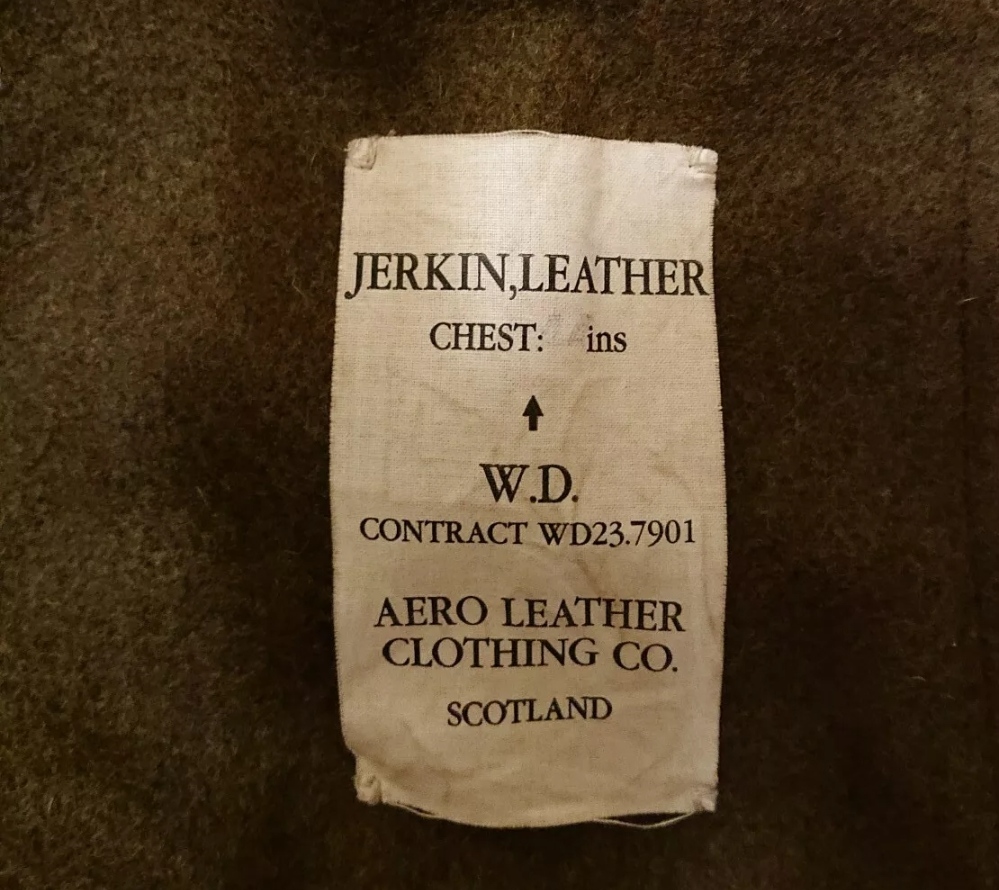 JERKIN,LEATHER
CHEST: ins
W.D.
CONTRACT WD23.7901
AERO LEATHER
CLOTHING CO.
SCOTLAND